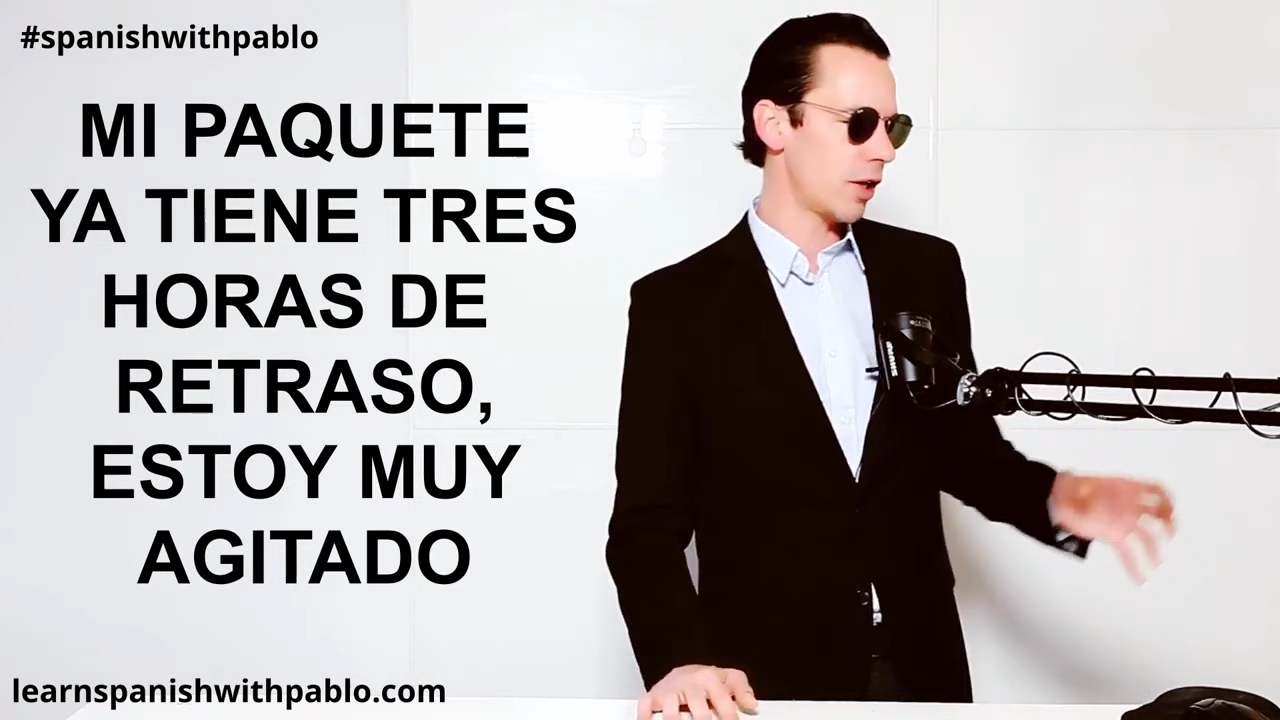 #spanishwithpablo
MI PAQUETE
YA TIENE TRES
HORAS DE
RETRASO,
ESTOY MUY
AGITADO
learnspanishwithpablo.com